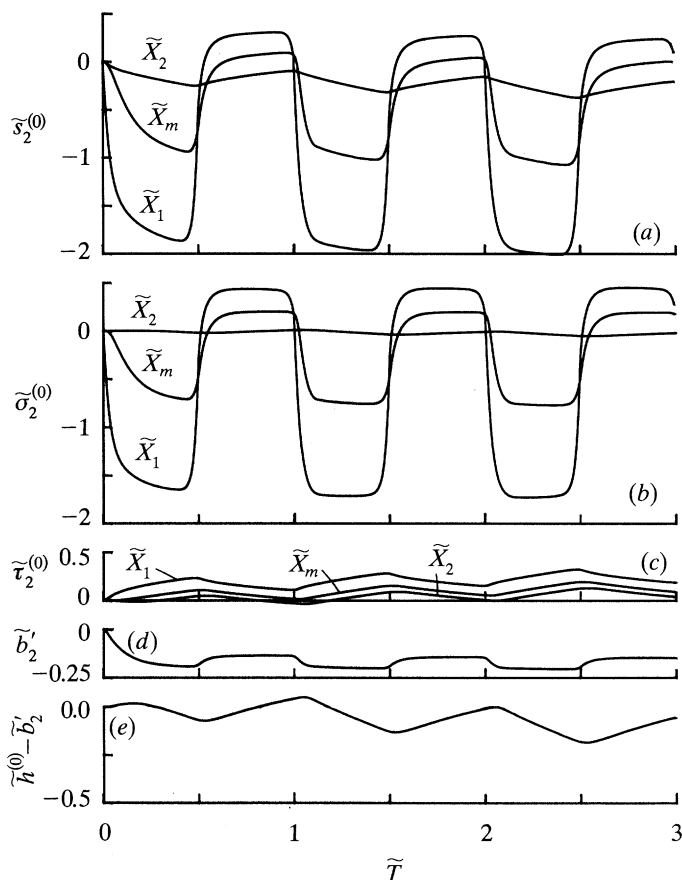 0
−1
−2
s̃₂⁽⁰⁾
X̃₂
X̃ₘ
X̃₁
(a)
0
−1
−2
σ̃₂⁽⁰⁾
X̃₂
X̃ₘ
X̃₁
(b)
0.5
0
τ̃₂⁽⁰⁾
X̃₁
X̃ₘ
X̃₂
(c)
0
−0.25
b̃₂′
(d)
0.0
−0.5
h̃⁽⁰⁾−b̃₂′
(e)
0 1 2 3
T̃